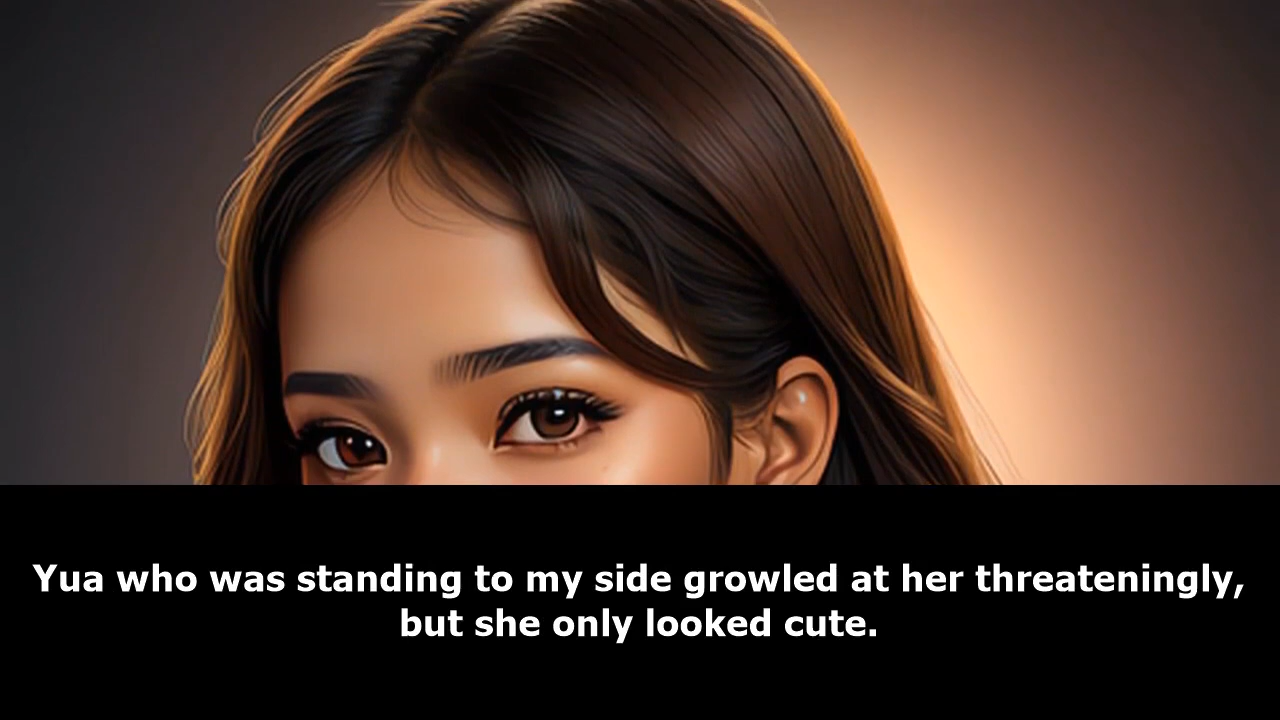 Yua who was standing to my side growled at her threateningly,
but she only looked cute.